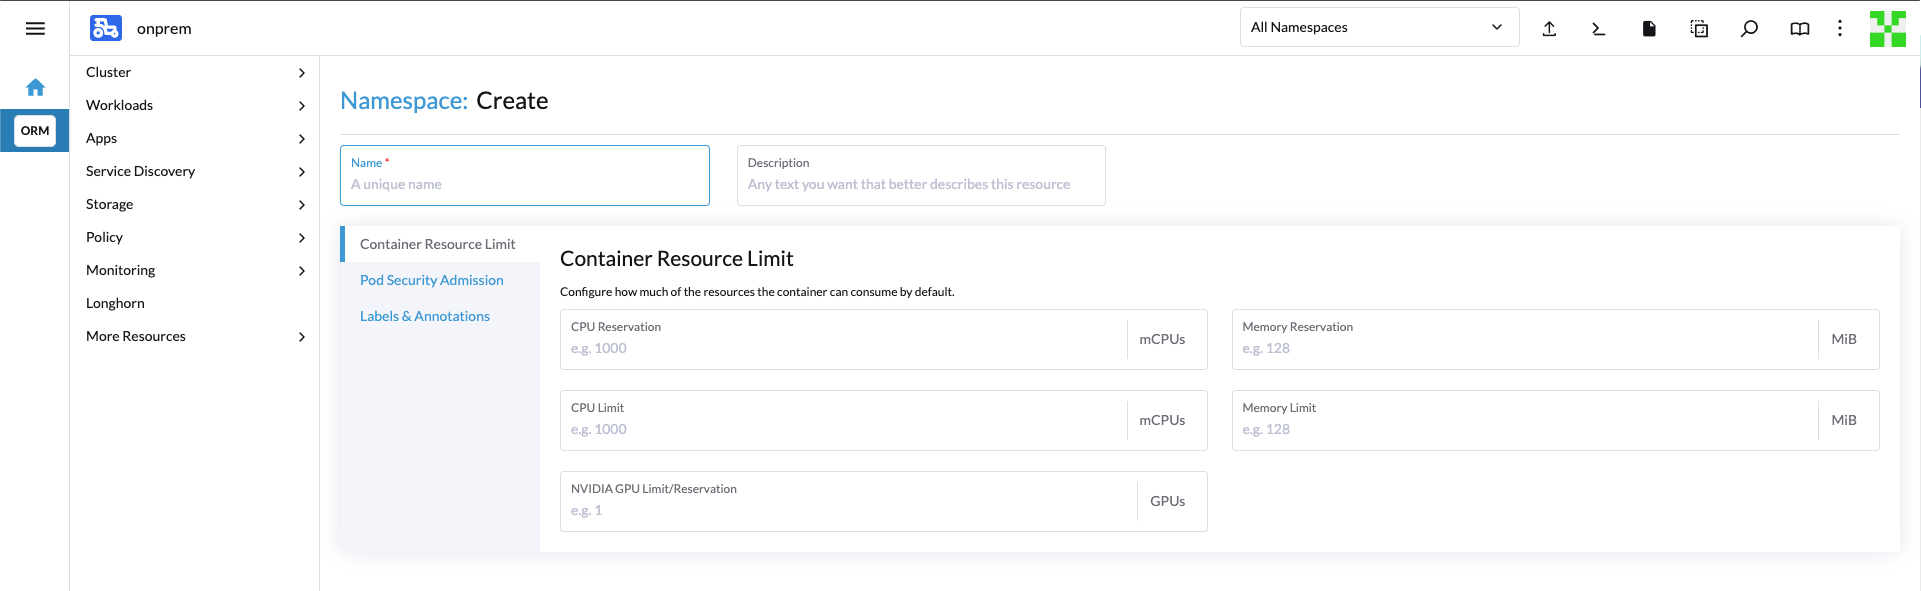 onprem
All Namespaces
ORM
Cluster
Workloads
Apps
Service Discovery
Storage
Policy
Monitoring
Longhorn
More Resources
Namespace: Create
Name *
A unique name
Description
Any text you want that better describes this resource
Container Resource Limit
Pod Security Admission
Labels & Annotations
Container Resource Limit
Configure how much of the resources the container can consume by default.
CPU Reservation
e.g. 1000
mCPUs
Memory Reservation
e.g. 128
MiB
CPU Limit
e.g. 1000
mCPUs
Memory Limit
e.g. 128
MiB
NVIDIA GPU Limit/Reservation
e.g. 1
GPUs